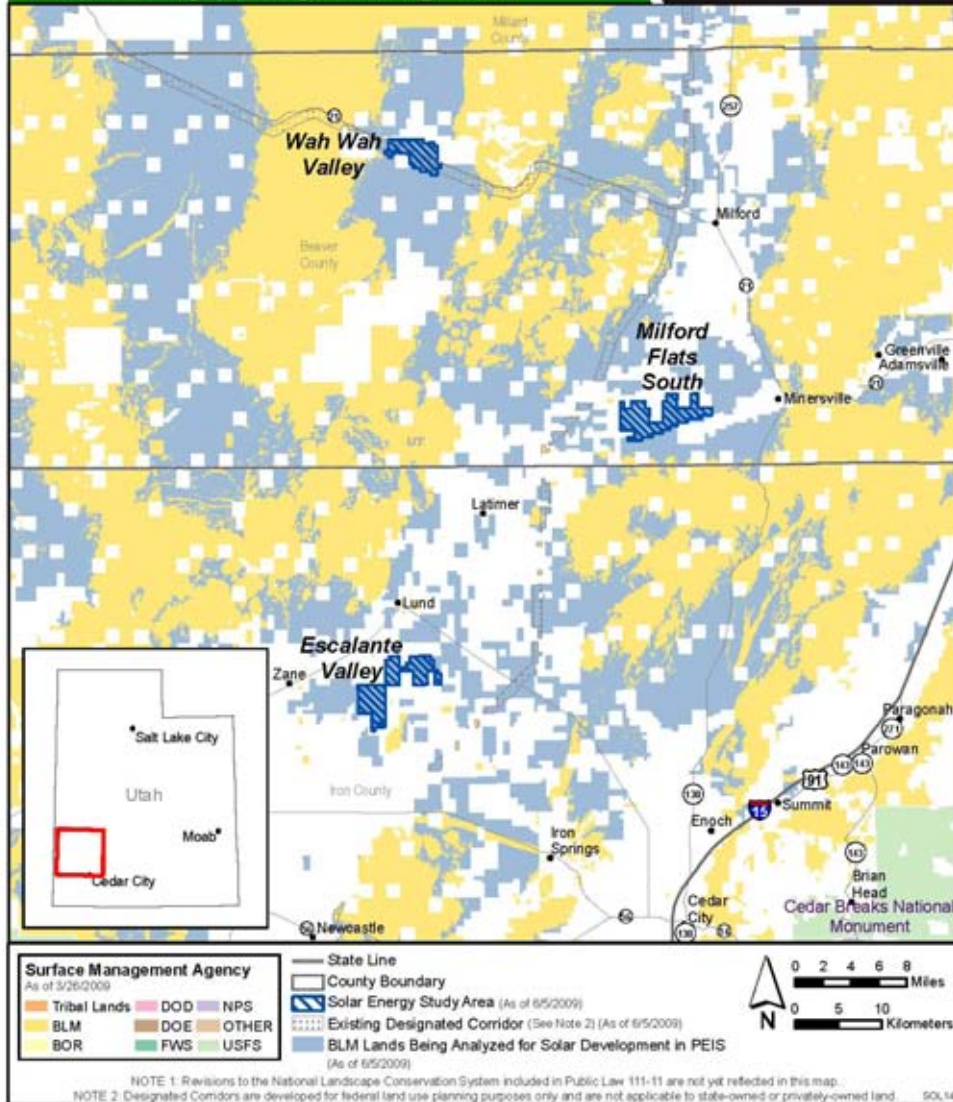 Millard
County
257
21
Wah Wah
Valley
Milford
Beaver
County
21
Milford
Flats
South
Greenville
Adamsville
21
Minersville
Latimer
Lund
Escalante
Valley
Zane
Paragonah
271
Parowan
143
143
91
Salt Lake City
Utah
Moab
Cedar City
Iron County
130
15
Summit
Enoch
Iron
Springs
143
Brian
Head
Cedar Breaks National
Monument
56
Newcastle
56
Cedar
City
130
14
Surface Management Agency
As of 3/26/2009
Tribal Lands
DOD
NPS
BLM
DOE
OTHER
BOR
FWS
USFS
State Line
County Boundary
Solar Energy Study Area (As of 6/5/2009)
Existing Designated Corridor (See Note 2) (As of 6/5/2009)
BLM Lands Being Analyzed for Solar Development in PEIS
(As of 6/5/2009)
N
0 2 4 6 8
Miles
0 5 10
Kilometers
NOTE 1: Revisions to the National Landscape Conservation System included in Public Law 111-11 are not yet reflected in this map.
NOTE 2: Designated Corridors are developed for federal land use planning purposes only and are not applicable to state-owned or privately-owned land.